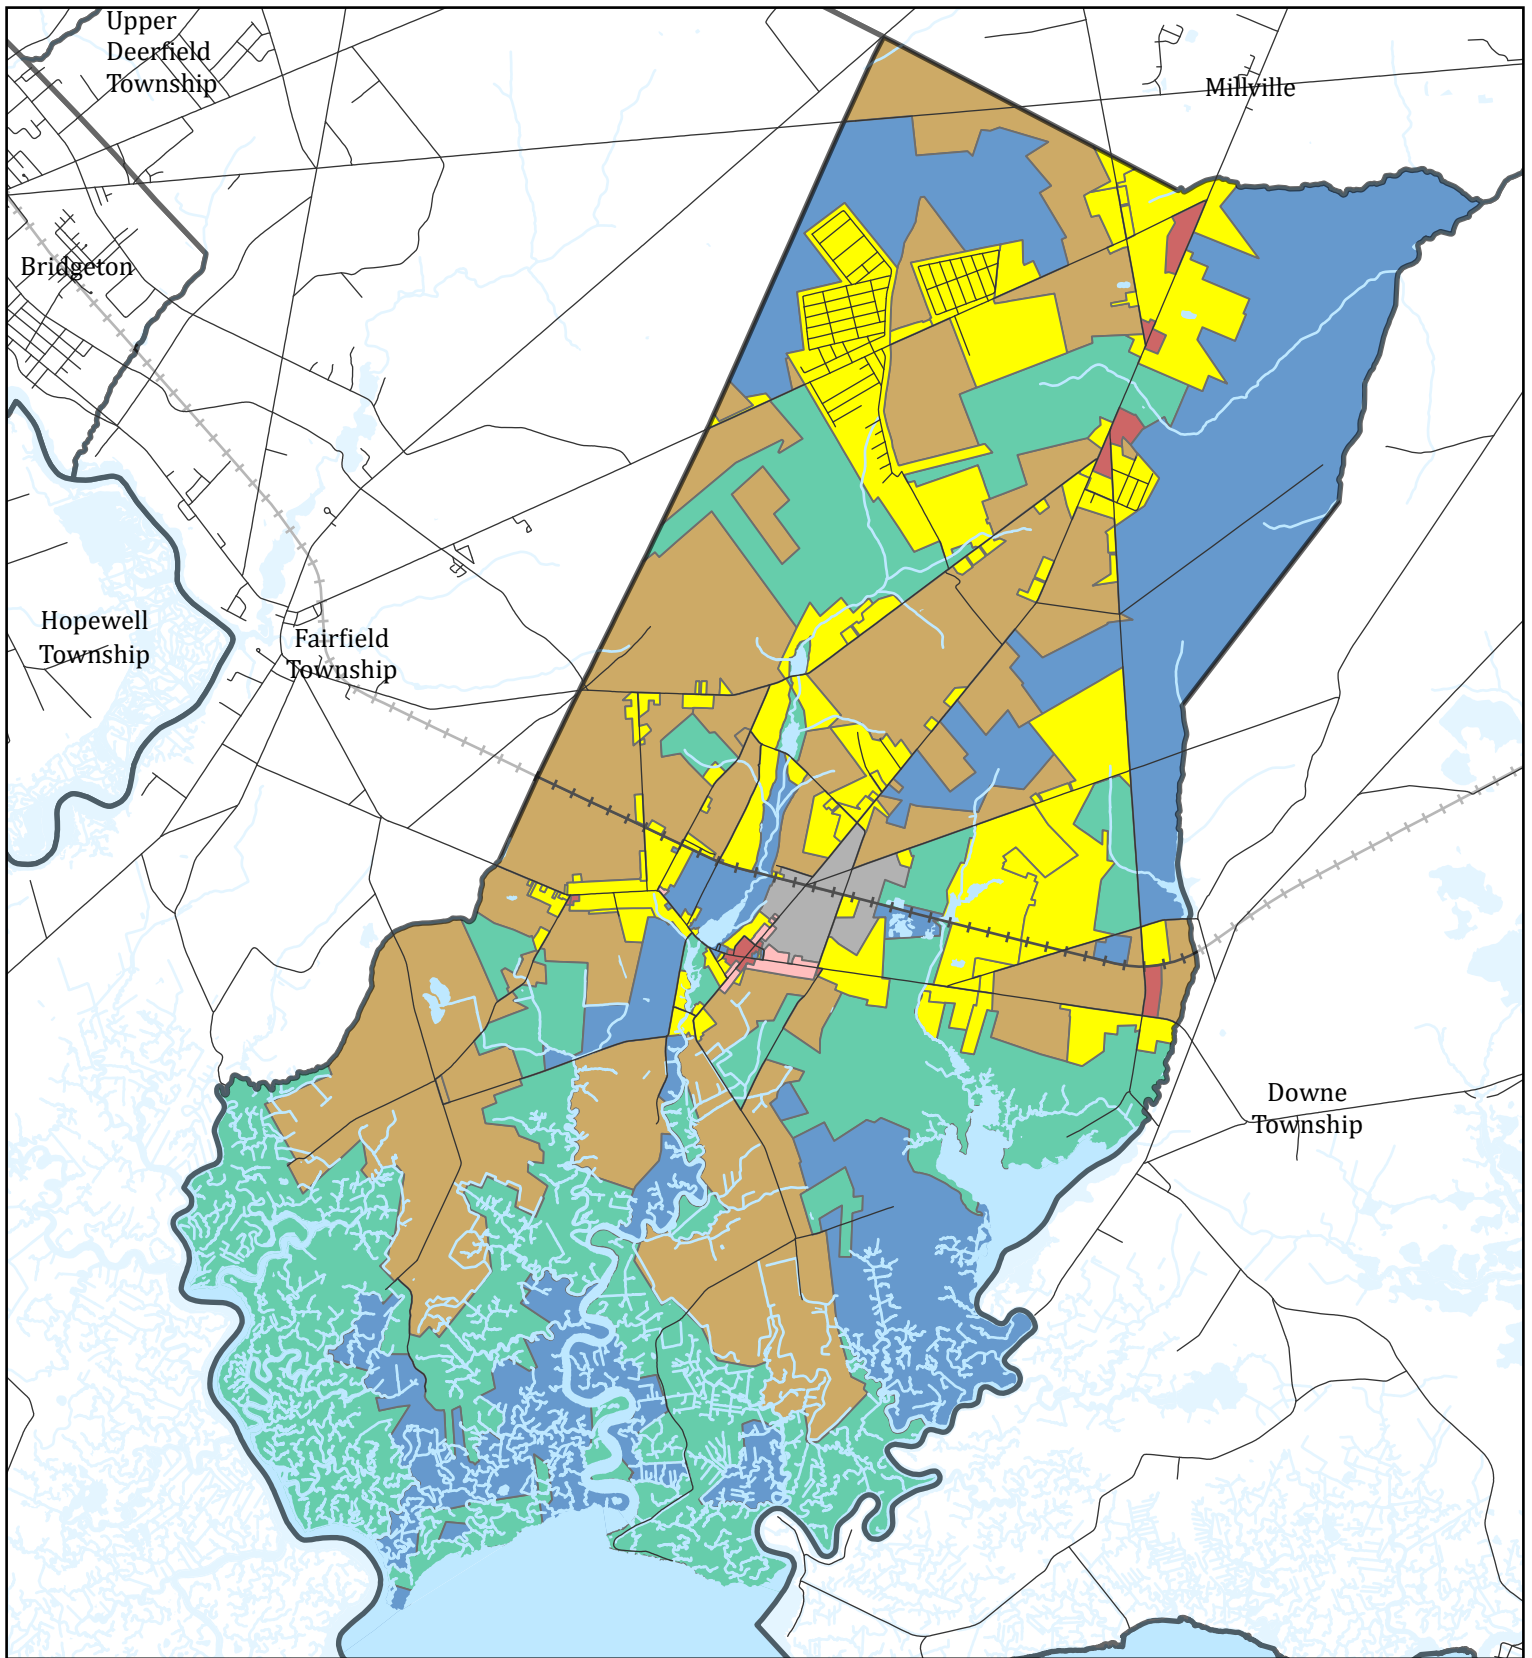 Upper
Deerfield
Township
Millville
Bridgeton
Hopewell
Township
Fairfield
Township
Downe
Township